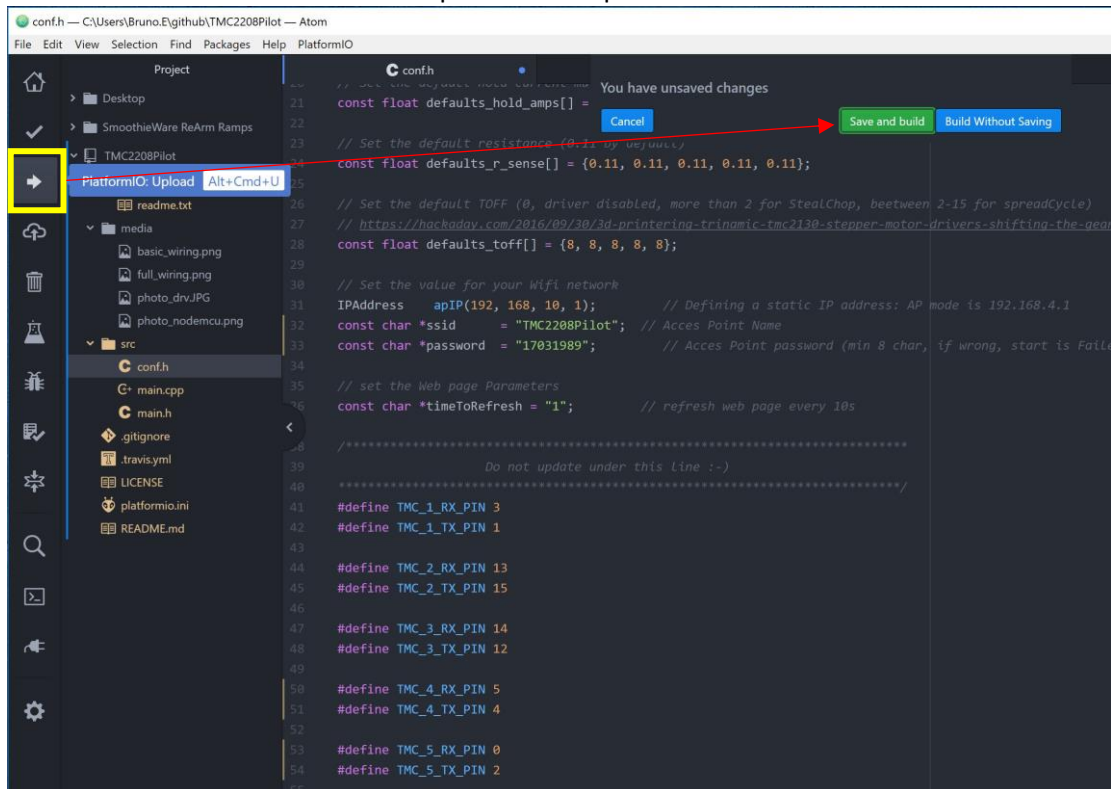 conf.h — C:\Users\Bruno.E\github\TMC2208Pilot — Atom
File Edit View Selection Find Packages Help PlatformIO
Project
Desktop
SmoothieWare ReArm Ramps
TMC2208Pilot
PlatformIO: Upload Alt+Cmd+U
readme.txt
media
basic_wiring.png
full_wiring.png
photo_drv.JPG
photo_nodemcu.png
src
conf.h
main.cpp
main.h
.gitignore
.travis.yml
LICENSE
platformio.ini
README.md
conf.h
You have unsaved changes
Cancel
Save and build
Build Without Saving
21 const float defaults_hold_amps[] =
22
23 // Set the default resistance (0.11 by default)
24 const float defaults_r_sense[] = {0.11, 0.11, 0.11, 0.11, 0.11};
25
26 // Set the default TOFF (0, driver disabled, more than 2 for StealChop, beetween 2-15 for spreadCycle)
27 // https://hackaday.com/2016/09/30/3d-printering-trinamic-tmc2130-stepper-motor-drivers-shifting-the-gear
28 const float defaults_toff[] = {8, 8, 8, 8, 8};
29
30 // Set the value for your Wifi network
31 IPAddress apIP(192, 168, 10, 1); // Defining a static IP address: AP mode is 192.168.4.1
32 const char *ssid = "TMC2208Pilot"; // Acces Point Name
33 const char *password = "17031989"; // Acces Point password (min 8 char, if wrong, start is Faile
34
35 // set the Web page Parameters
36 const char *timeToRefresh = "1"; // refresh web page every 10s
38 /*****************************************************************************
39 Do not update under this line :-)
40 *****************************************************************************/
41 #define TMC_1_RX_PIN 3
42 #define TMC_1_TX_PIN 1
43
44 #define TMC_2_RX_PIN 13
45 #define TMC_2_TX_PIN 15
46
47 #define TMC_3_RX_PIN 14
48 #define TMC_3_TX_PIN 12
49
50 #define TMC_4_RX_PIN 5
51 #define TMC_4_TX_PIN 4
52
53 #define TMC_5_RX_PIN 0
54 #define TMC_5_TX_PIN 2